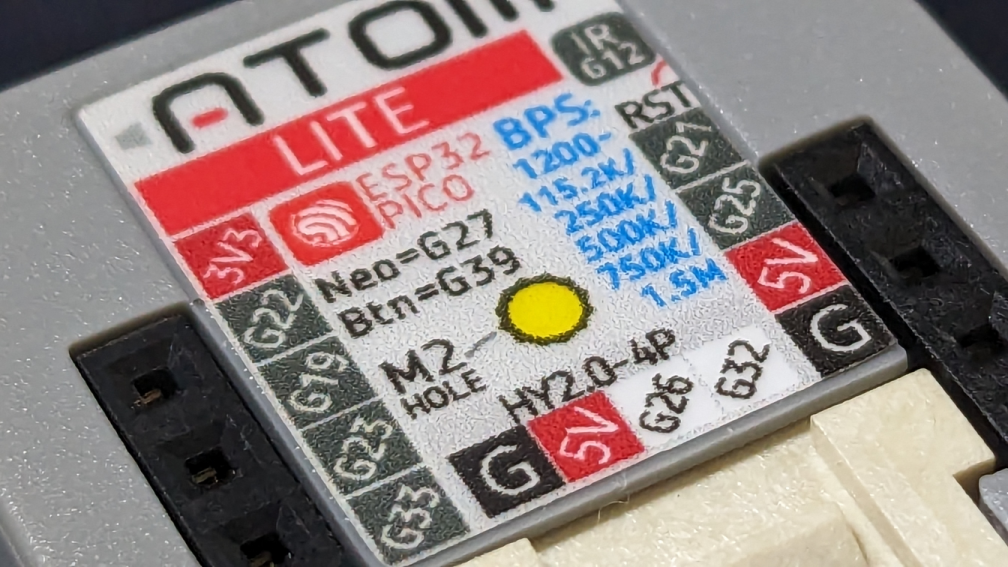 ATOM
LITE
IR
G12
RST
ESP32
PICO
BPS:
1200-
115.2K/
250K/
500K/
750K/
1.5M
Neo=G27
Btn=G39
M2
HOLE
HY2.0-4P
3V3
G22
G19
G23
G33
G21
G25
5V
G
G
5V
G26
G32